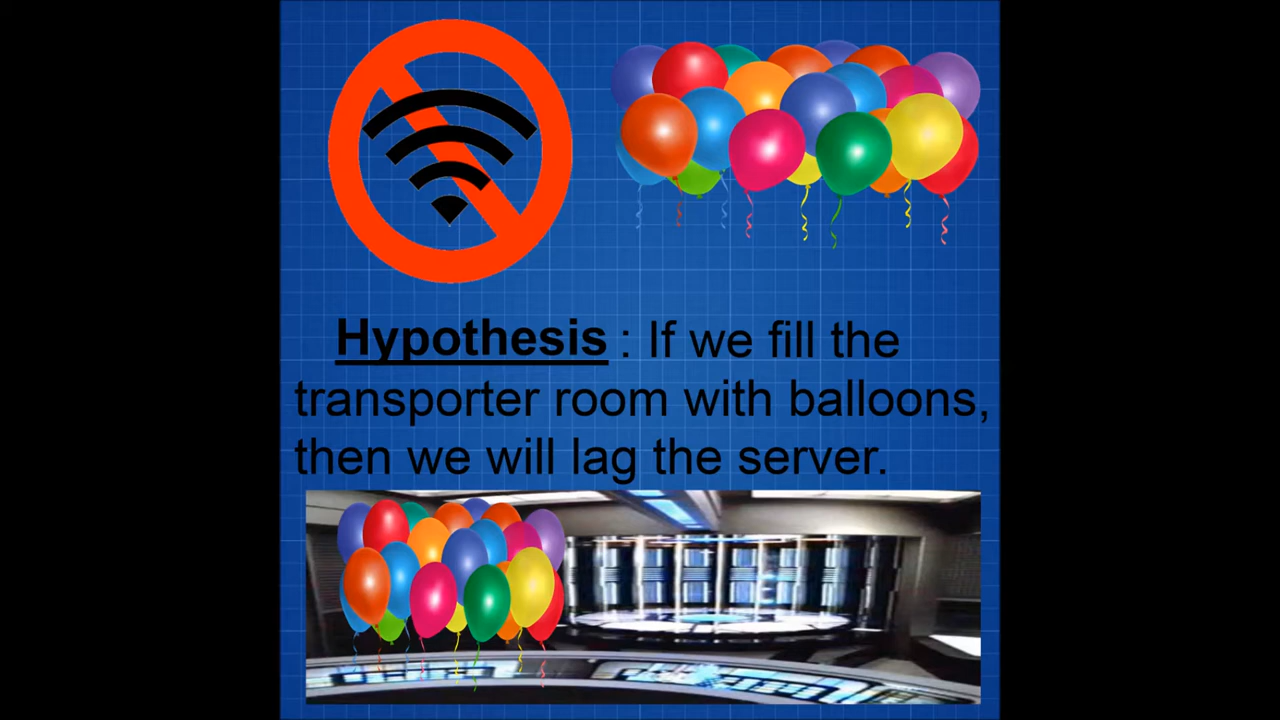 Hypothesis : If we fill the
transporter room with balloons,
then we will lag the server.